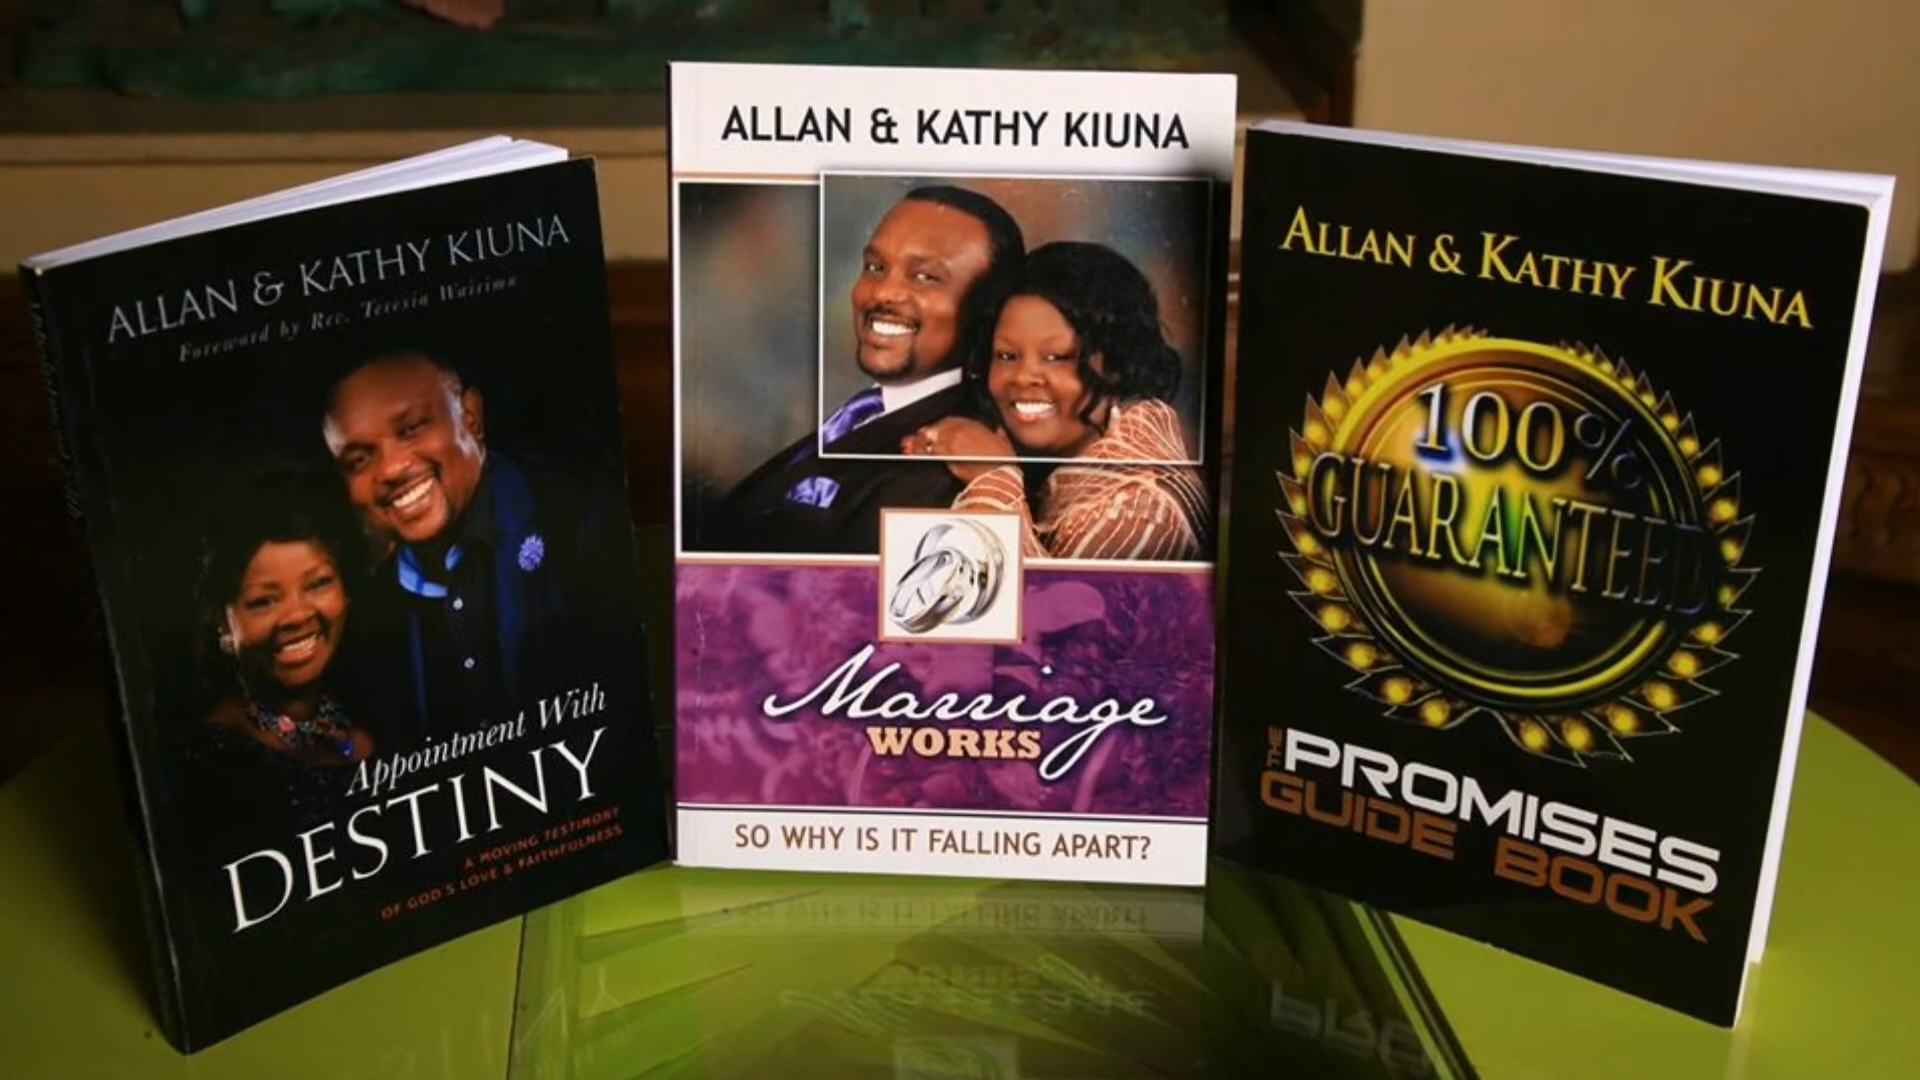 ALLAN & KATHY KIUNA
Foreword by Rev. Teresia Wairimu
Appointment With
DESTINY
A MOVING TESTIMONY
OF GOD'S LOVE & FAITHFULNESS
ALLAN & KATHY KIUNA
Marriage
WORKS
SO WHY IS IT FALLING APART?
ALLAN & KATHY KIUNA
100%
GUARANTEED
THE PROMISES
GUIDE BOOK